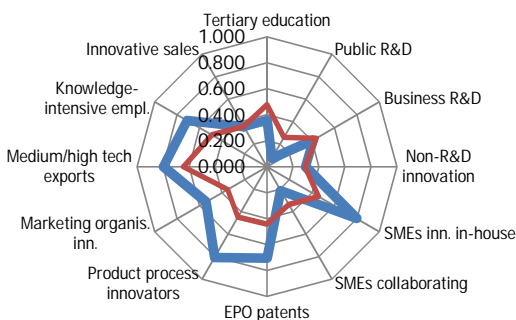 Tertiary education
1.000
0.800
0.600
0.400
0.200
0.000
Public R&D
Business R&D
Non-R&D
innovation
SMEs inn. in-house
SMEs collaborating
EPO patents
Product process
innovators
Marketing organis.
inn.
Medium/high tech
exports
Knowledge-
intensive empl.
Innovative sales